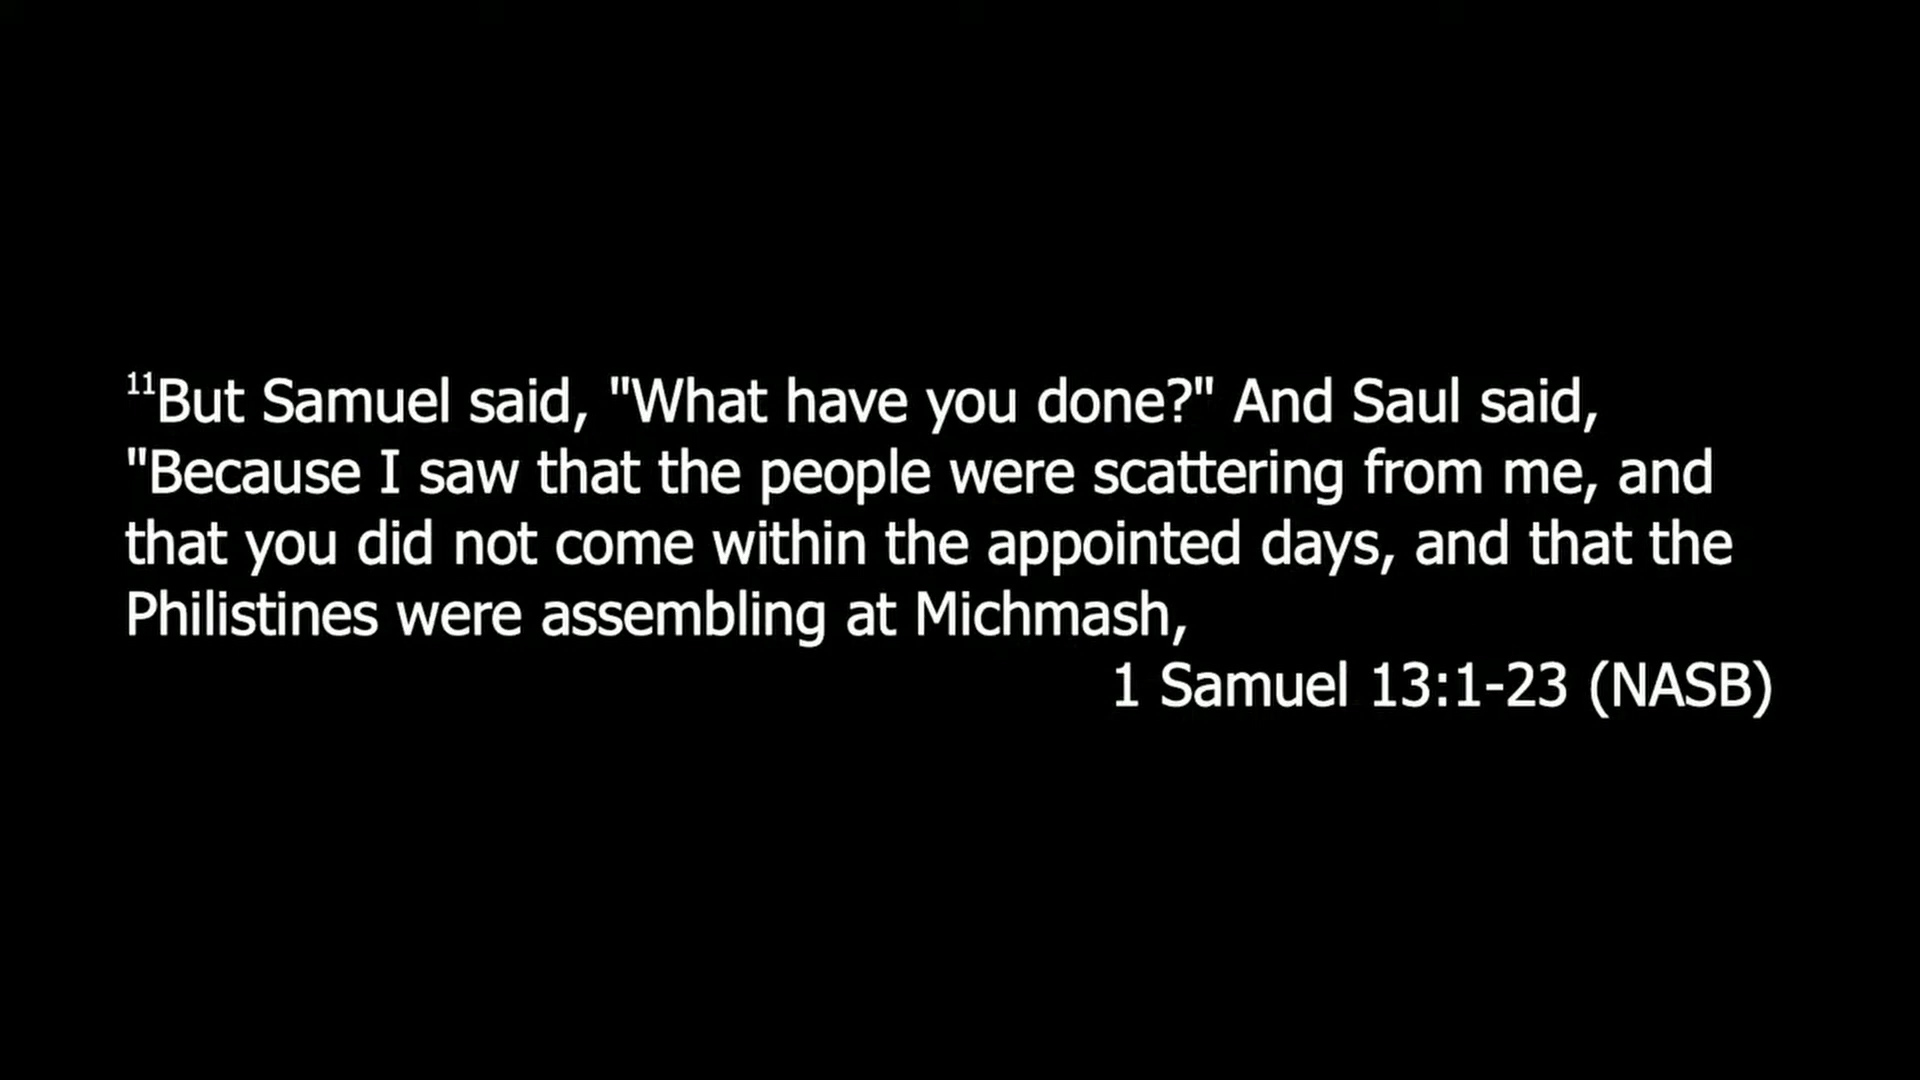 ¹¹But Samuel said, "What have you done?" And Saul said,
"Because I saw that the people were scattering from me, and
that you did not come within the appointed days, and that the
Philistines were assembling at Michmash,
1 Samuel 13:1-23 (NASB)